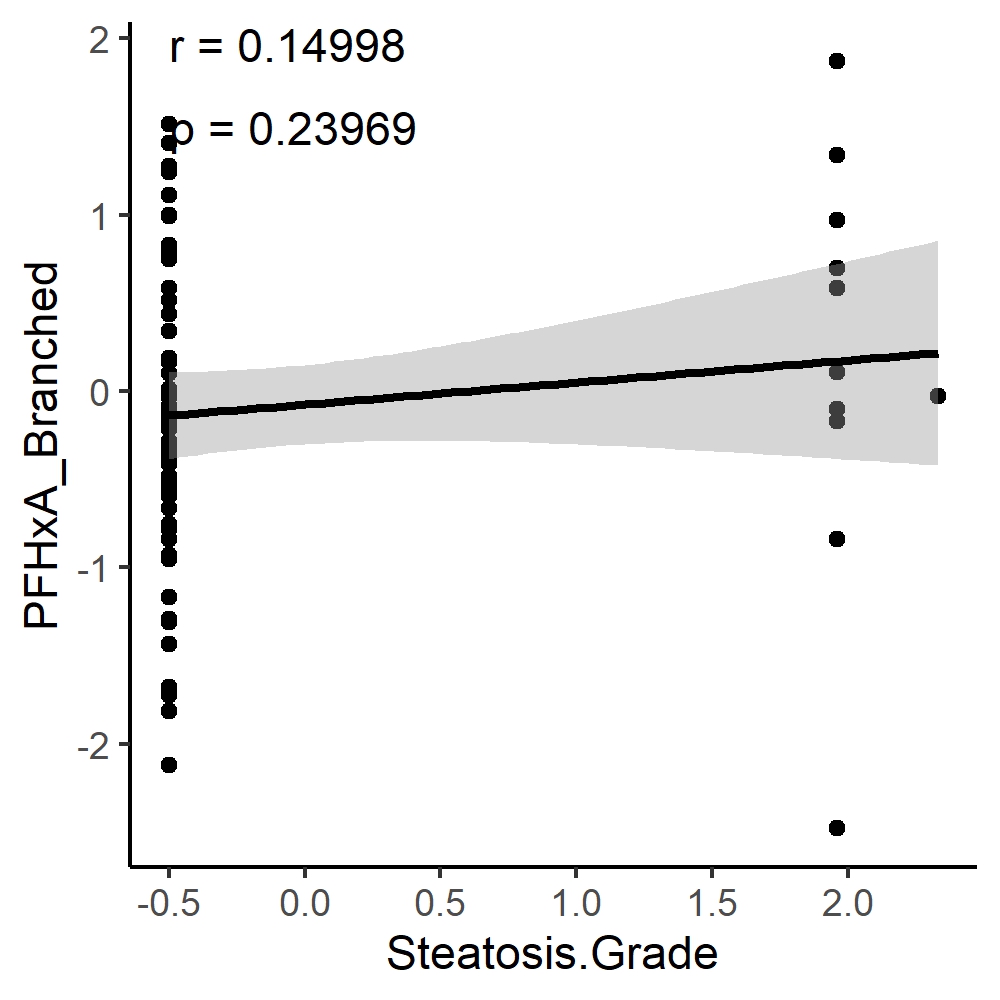 r = 0.14998
p = 0.23969
2
1
0
-1
-2
PFHxA_Branched
-0.5 0.0 0.5 1.0 1.5 2.0
Steatosis.Grade